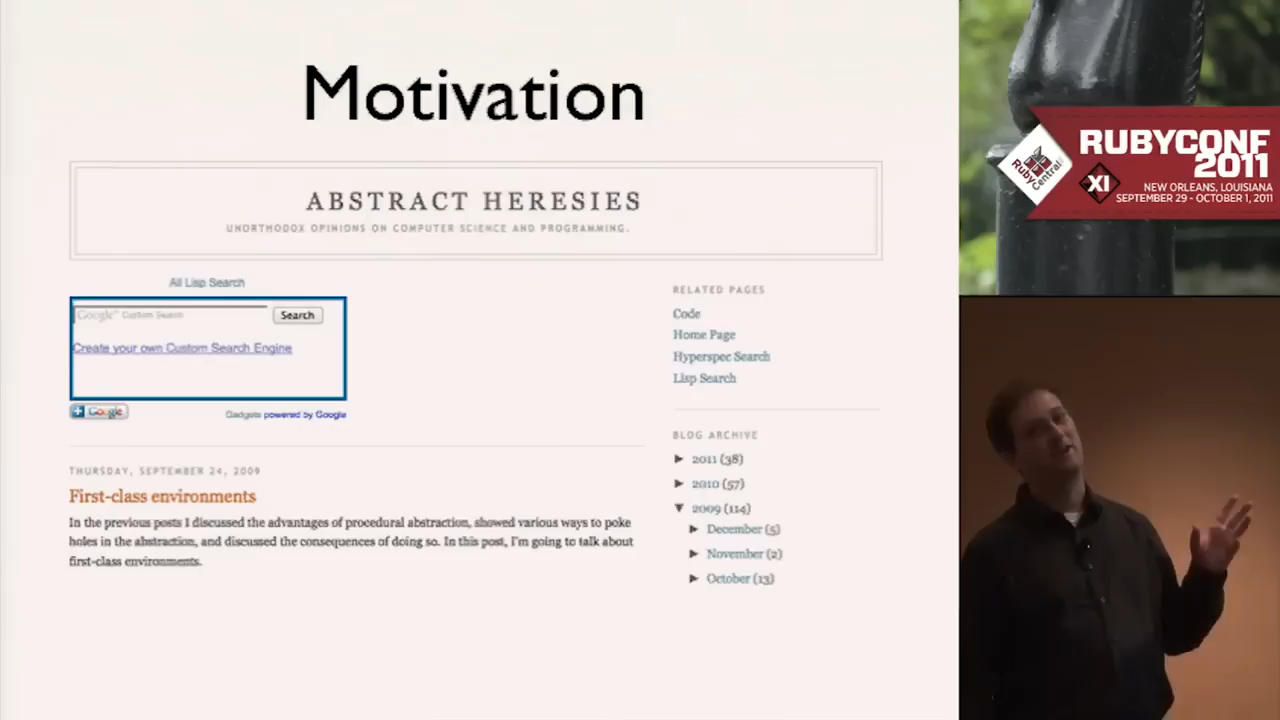 Motivation
ABSTRACT HERESIES
UNORTHODOX OPINIONS ON COMPUTER SCIENCE AND PROGRAMMING.
All Lisp Search
Google™ Custom Search
Search
Create your own Custom Search Engine
Google
Gadgets powered by Google
THURSDAY, SEPTEMBER 24, 2009
First-class environments
In the previous posts I discussed the advantages of procedural abstraction, showed various ways to poke
holes in the abstraction, and discussed the consequences of doing so. In this post, I'm going to talk about
first-class environments.
RELATED PAGES
Code
Home Page
Hyperspec Search
Lisp Search
BLOG ARCHIVE
► 2011 (38)
► 2010 (57)
▼ 2009 (114)
► December (5)
► November (2)
► October (13)
RubyCentral
XI
RUBYCONF
2011
NEW ORLEANS, LOUISIANA
SEPTEMBER 29 - OCTOBER 1, 2011